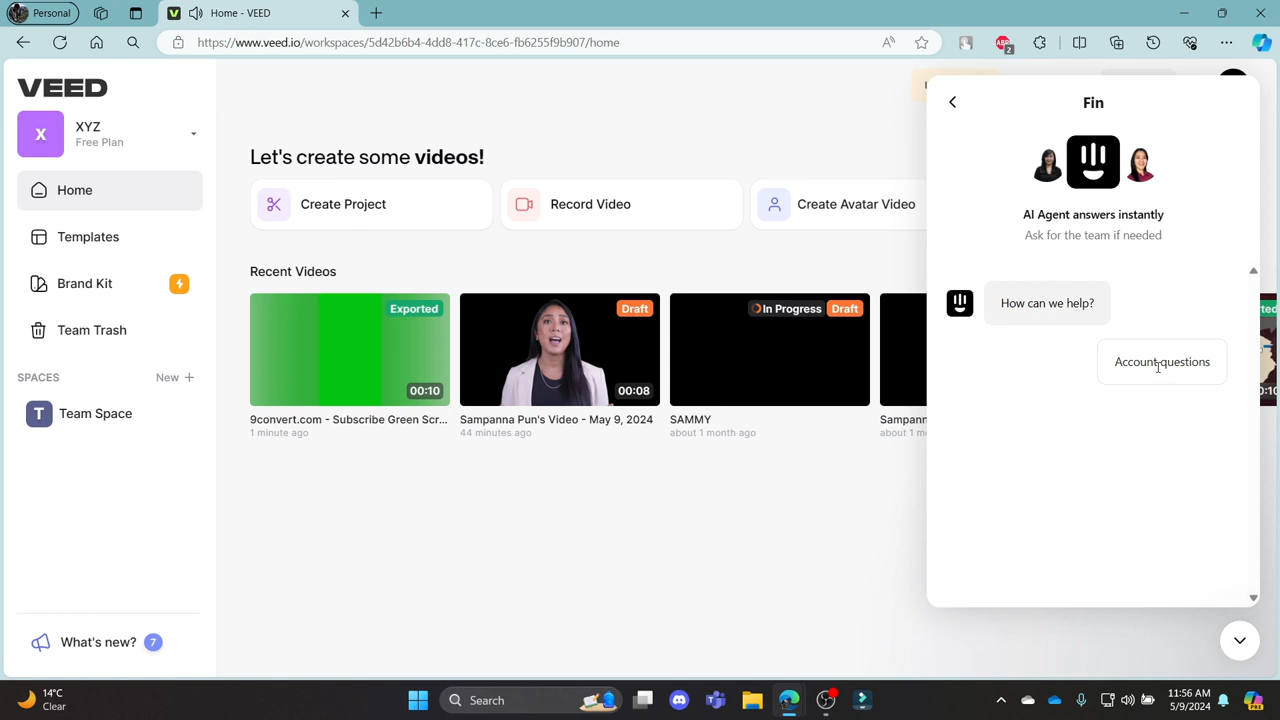 Personal
Home - VEED
https://www.veed.io/workspaces/5d42b6b4-4dd8-417c-8ce6-fb6255f9b907/home
ABP
2
VEED
X
XYZ
Free Plan
Home
Templates
Brand Kit
Team Trash
SPACES
New +
T
Team Space
What's new?
7
Let's create some videos!
Create Project
Record Video
Create Avatar Video
Recent Videos
Exported
00:10
9convert.com - Subscribe Green Scr...
1 minute ago
Draft
00:08
Sampanna Pun's Video - May 9, 2024
44 minutes ago
In Progress
Draft
SAMMY
about 1 month ago
Sampann
about 1 m
ted
0:10
Fin
AI Agent answers instantly
Ask for the team if needed
How can we help?
Account questions
14°C
Clear
Search
11:56 AM
5/9/2024